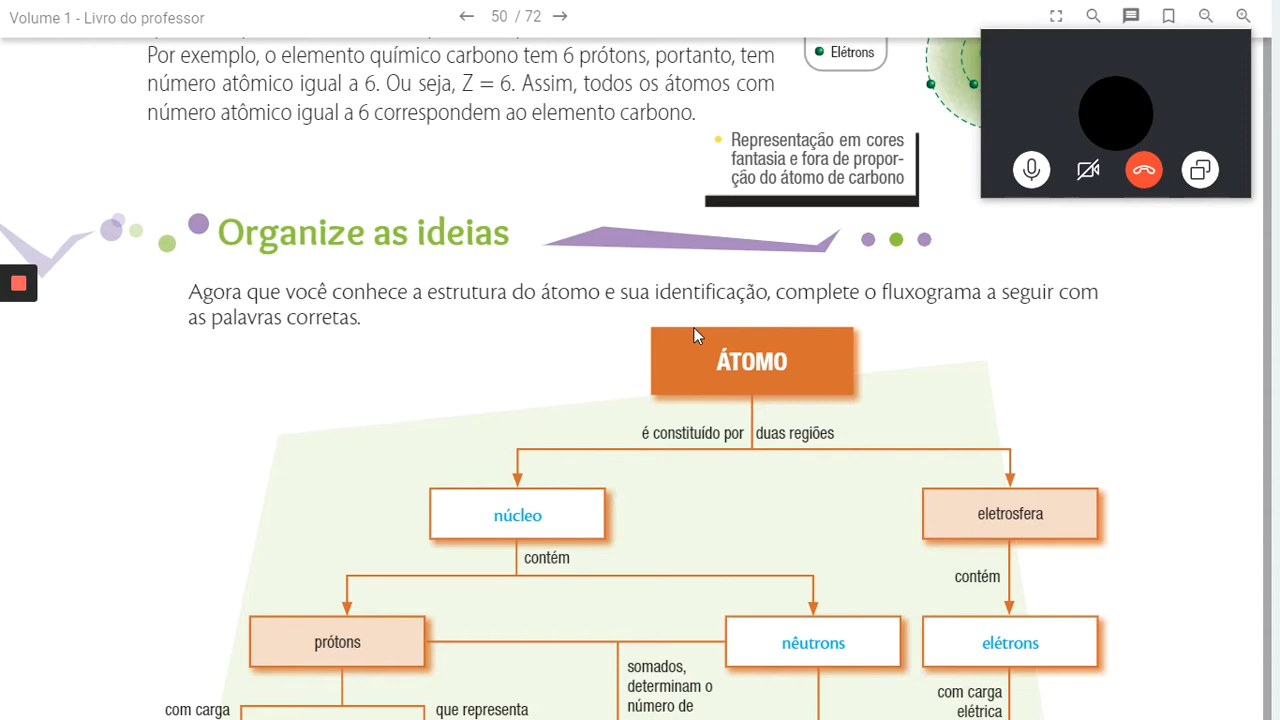 Volume 1 - Livro do professor
50 / 72
Por exemplo, o elemento químico carbono tem 6 prótons, portanto, tem
número atômico igual a 6. Ou seja, Z = 6. Assim, todos os átomos com
número atômico igual a 6 correspondem ao elemento carbono.
Elétrons
Representação em cores
fantasia e fora de propor-
ção do átomo de carbono
Organize as ideias
Agora que você conhece a estrutura do átomo e sua identificação, complete o fluxograma a seguir com
as palavras corretas.
ÁTOMO
é constituído por duas regiões
núcleo
eletrosfera
contém
contém
prótons
nêutrons
elétrons
somados,
determinam o
número de
com carga
elétrica
com carga
que representa